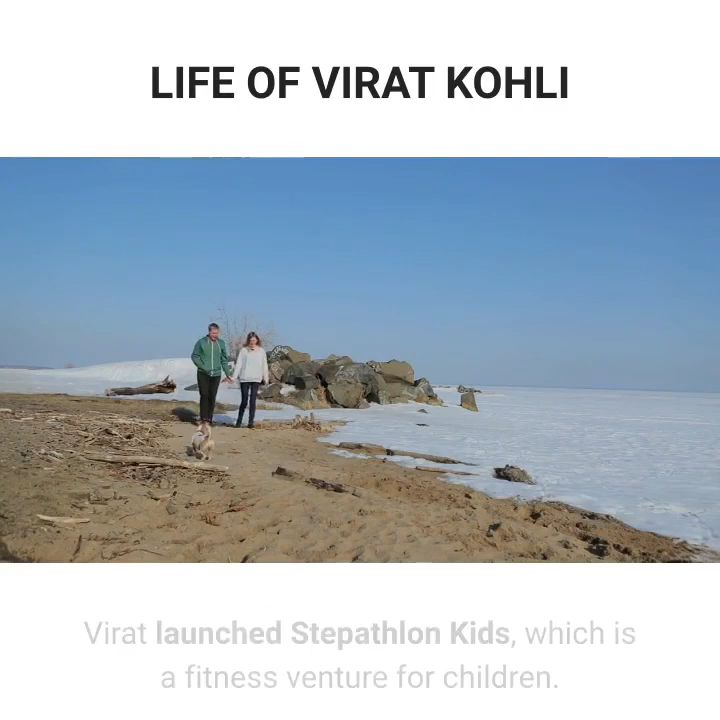 LIFE OF VIRAT KOHLI
Virat launched Stepathlon Kids, which is
a fitness venture for children.